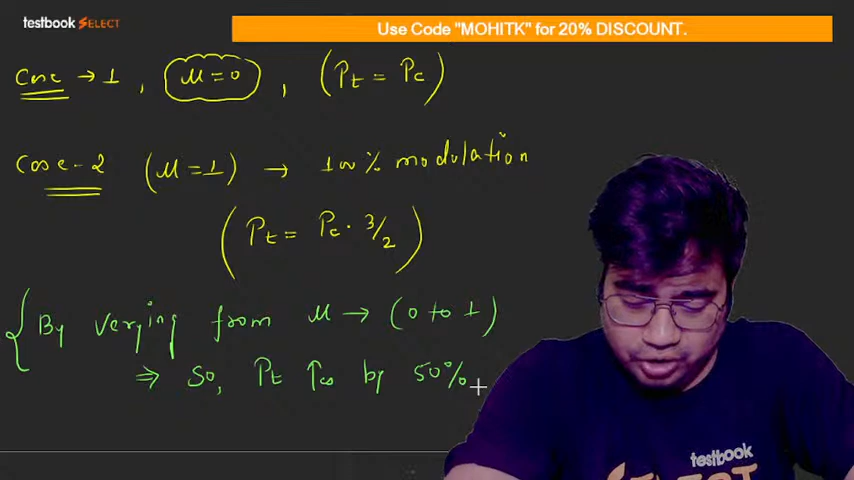 testbook SELECT
Use Code "MOHITK" for 20% DISCOUNT.
Case → 1, μ=0, (Pt = Pc)
Case-2 (μ=1) → 100% modulation
(Pt = Pc · 3/2)
{ By verying from μ → (0 to 1)
⇒ So, Pt ↑es by 50%
testbook
SELECT